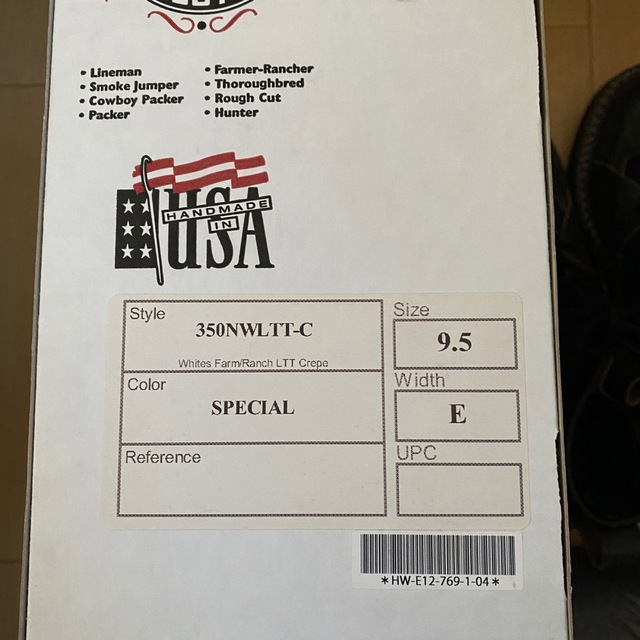 • Lineman
• Smoke Jumper
• Cowboy Packer
• Packer
• Farmer-Rancher
• Thoroughbred
• Rough Cut
• Hunter
HANDMADE
IN
USA
Style
350NWLTT-C
Whites Farm/Ranch LTT Crepe
Color
SPECIAL
Reference
Size
9.5
Width
E
UPC
*HW-E12-769-1-04*